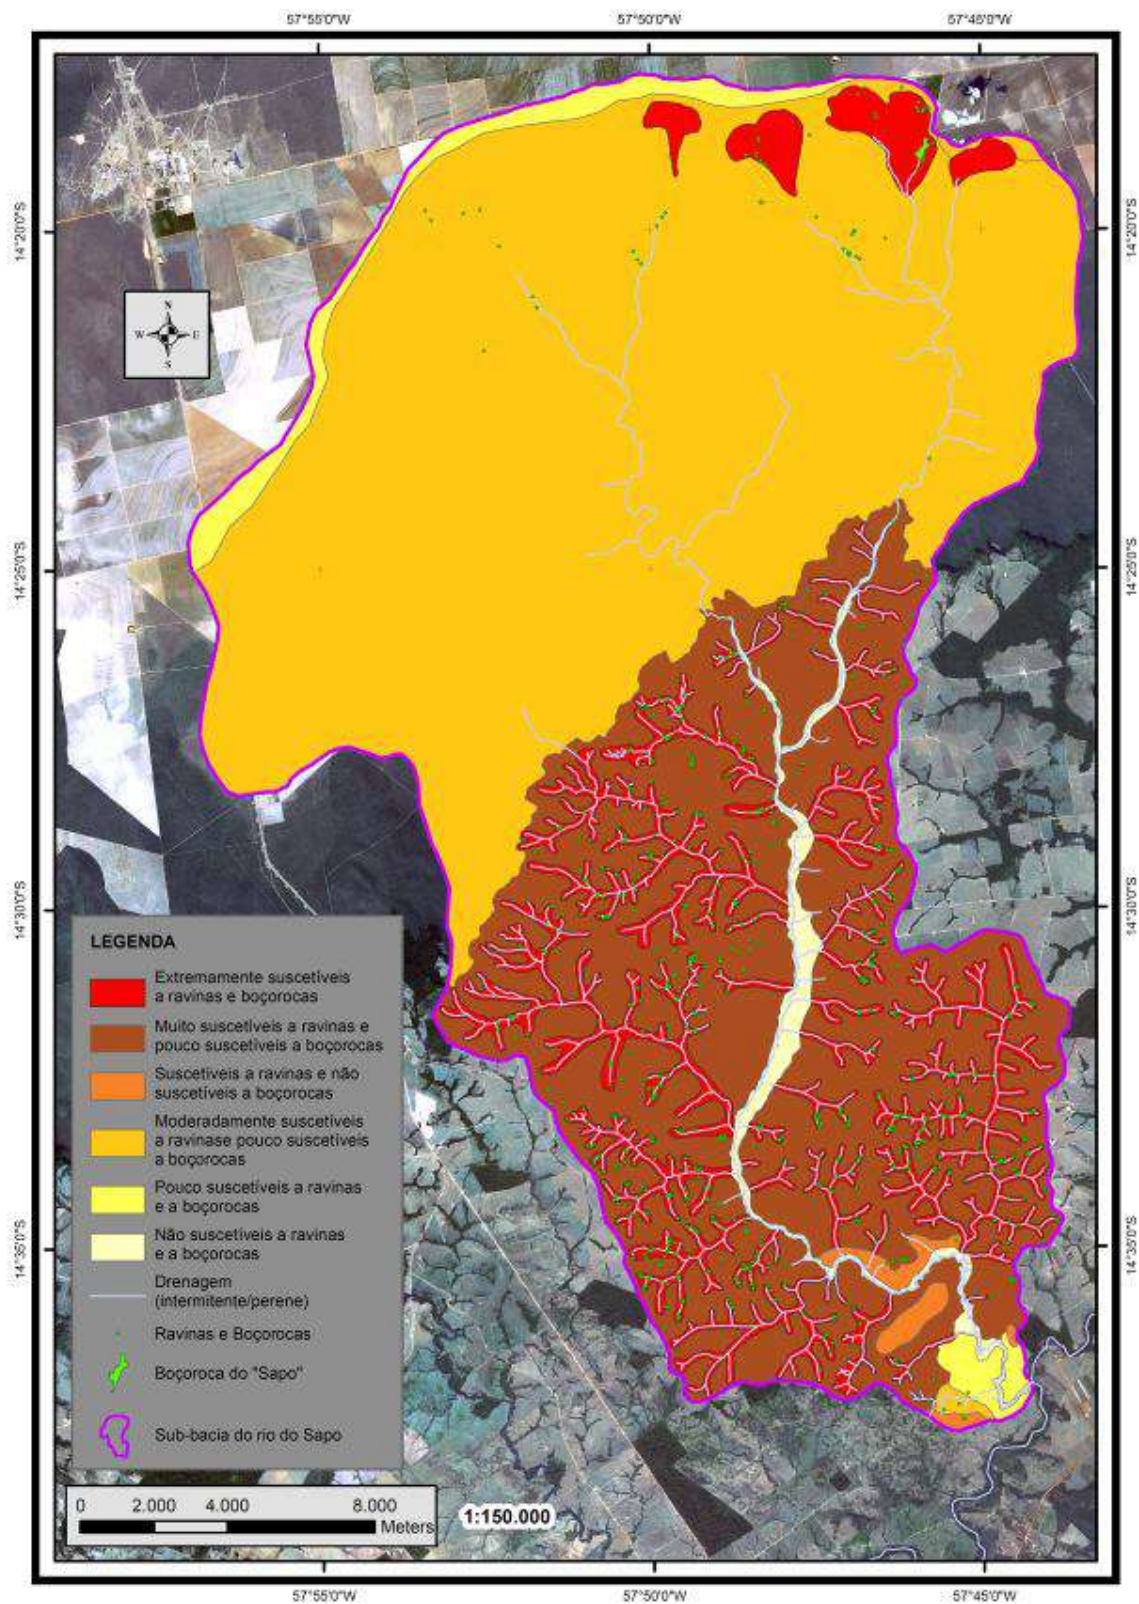 57°55'0"W 57°50'0"W 57°45'0"W
14°20'0"S 14°20'0"S
N
W E
S
14°25'0"S 14°25'0"S
14°30'0"S 14°30'0"S
LEGENDA
Extremamente suscetíveis
a ravinas e boçorocas
Muito suscetíveis a ravinas e
pouco suscetíveis a boçorocas
Suscetíveis a ravinas e não
suscetíveis a boçorocas
Moderadamente suscetíveis
a ravinase pouco suscetíveis
a boçorocas
Pouco suscetíveis a ravinas
e a boçorocas
Não suscetíveis a ravinas
e a boçorocas
14°35'0"S 14°35'0"S
Drenagem
(intermitente/perene)
Ravinas e Boçorocas
Boçoroca do "Sapo"
Sub-bacia do rio do Sapo
0 2.000 4.000 8.000
Meters
1:150.000
57°55'0"W 57°50'0"W 57°45'0"W